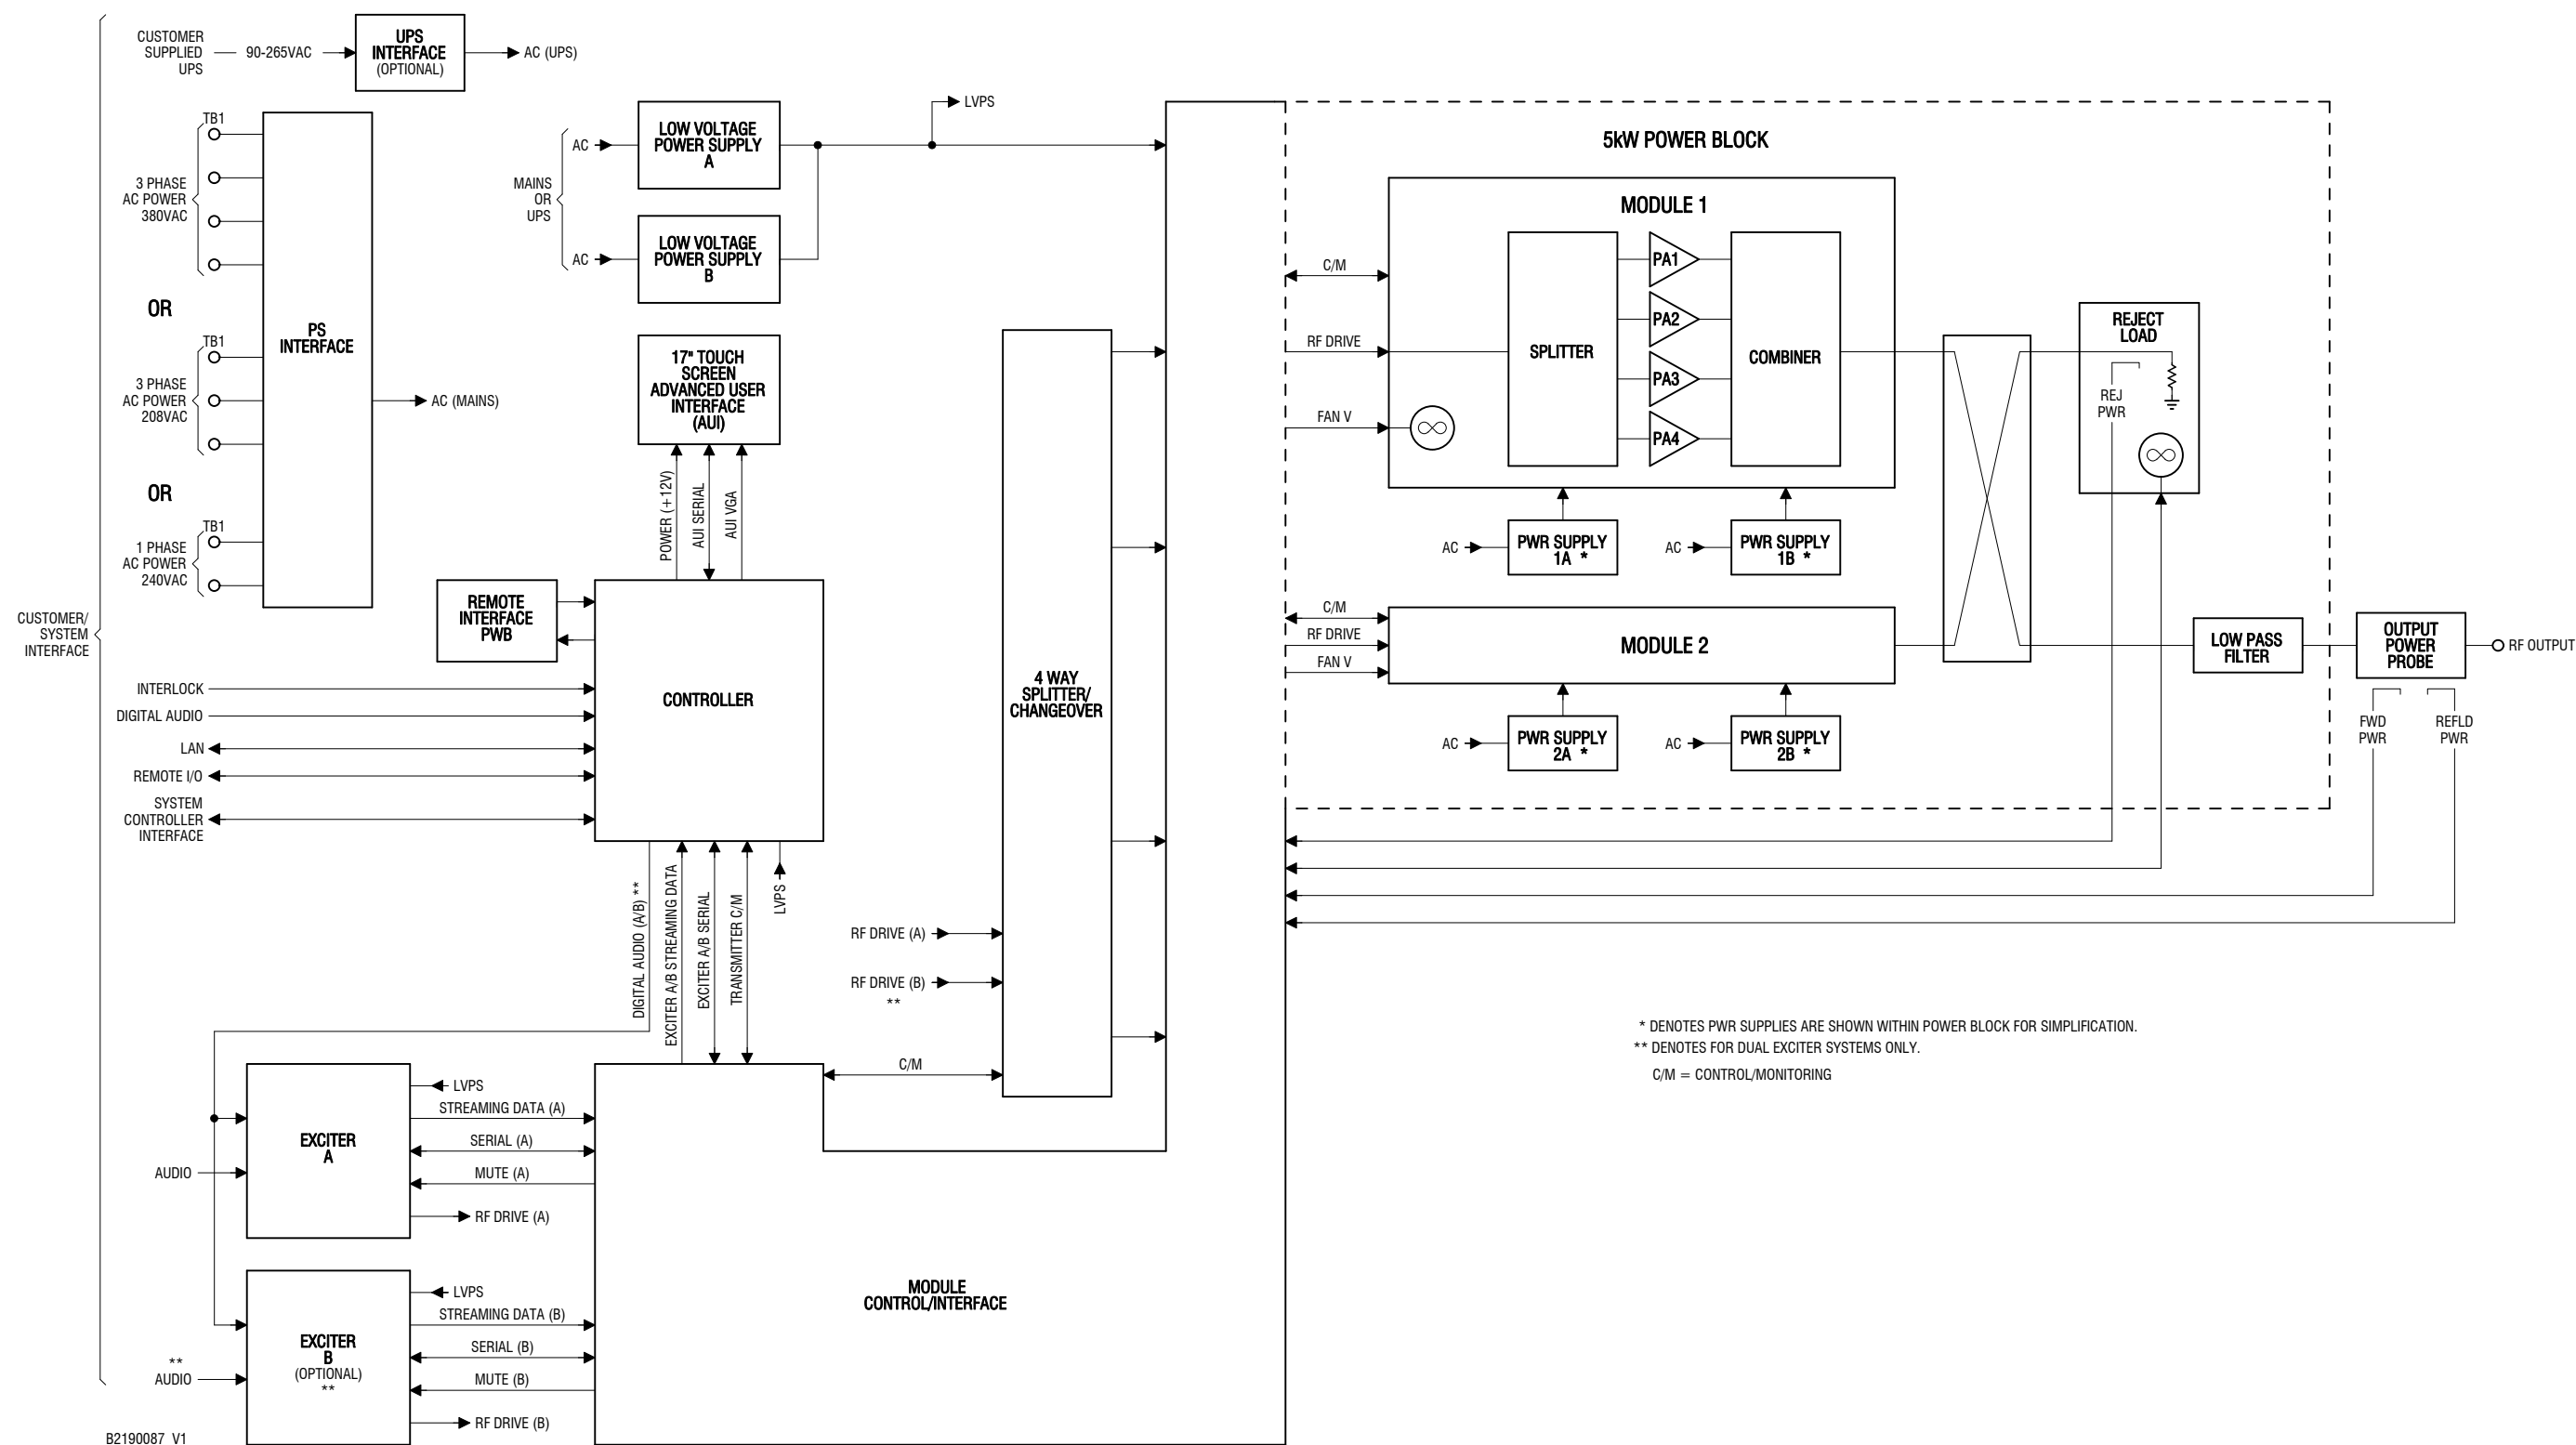 CUSTOMER
SUPPLIED
UPS
90-265VAC
UPS
INTERFACE
(OPTIONAL)
AC (UPS)
TB1
3 PHASE
AC POWER
380VAC
OR
TB1
3 PHASE
AC POWER
208VAC
OR
TB1
1 PHASE
AC POWER
240VAC
PS
INTERFACE
AC (MAINS)
CUSTOMER/
SYSTEM
INTERFACE
MAINS
OR
UPS
AC
AC
LOW VOLTAGE
POWER SUPPLY
A
LOW VOLTAGE
POWER SUPPLY
B
LVPS
17" TOUCH
SCREEN
ADVANCED USER
INTERFACE
(AUI)
POWER (+12V)
AUI SERIAL
AUI VGA
REMOTE
INTERFACE
PWB
CONTROLLER
INTERLOCK
DIGITAL AUDIO
LAN
REMOTE I/O
SYSTEM
CONTROLLER
INTERFACE
DIGITAL AUDIO (A/B) **
EXCITER A/B STREAMING DATA
EXCITER A/B SERIAL
TRANSMITTER C/M
LVPS
4 WAY
SPLITTER/
CHANGEOVER
RF DRIVE (A)
RF DRIVE (B)
**
C/M
EXCITER
A
AUDIO
LVPS
STREAMING DATA (A)
SERIAL (A)
MUTE (A)
RF DRIVE (A)
EXCITER
B
(OPTIONAL)
**
**
AUDIO
LVPS
STREAMING DATA (B)
SERIAL (B)
MUTE (B)
RF DRIVE (B)
MODULE
CONTROL/INTERFACE
5kW POWER BLOCK
MODULE 1
C/M
RF DRIVE
FAN V
SPLITTER
PA1
PA2
PA3
PA4
COMBINER
AC
PWR SUPPLY
1A *
AC
PWR SUPPLY
1B *
C/M
RF DRIVE
FAN V
MODULE 2
AC
PWR SUPPLY
2A *
AC
PWR SUPPLY
2B *
REJECT
LOAD
REJ
PWR
LOW PASS
FILTER
OUTPUT
POWER
PROBE
RF OUTPUT
FWD
PWR
REFLD
PWR
* DENOTES PWR SUPPLIES ARE SHOWN WITHIN POWER BLOCK FOR SIMPLIFICATION.
** DENOTES FOR DUAL EXCITER SYSTEMS ONLY.
C/M = CONTROL/MONITORING
B2190087 V1